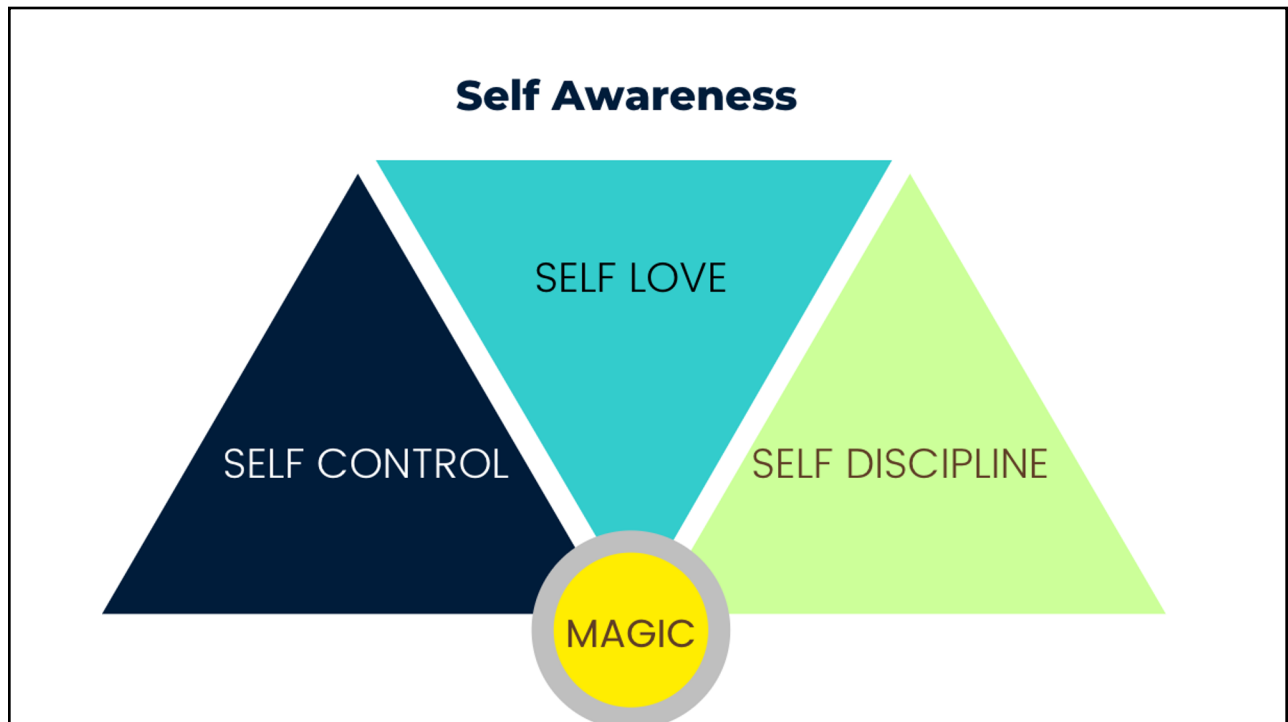 Self Awareness
SELF LOVE
SELF CONTROL
SELF DISCIPLINE
MAGIC